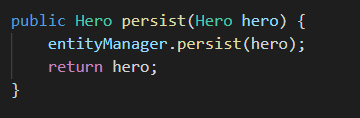 public Hero persist(Hero hero) {
    entityManager.persist(hero);
    return hero;
}